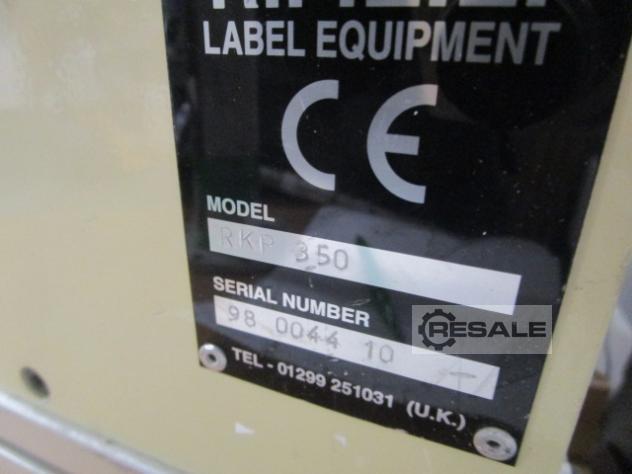 LABEL EQUIPMENT
CE
MODEL
RKP 350
SERIAL NUMBER
98 0044 10
RESALE
TEL - 01299 251031 (U.K.)